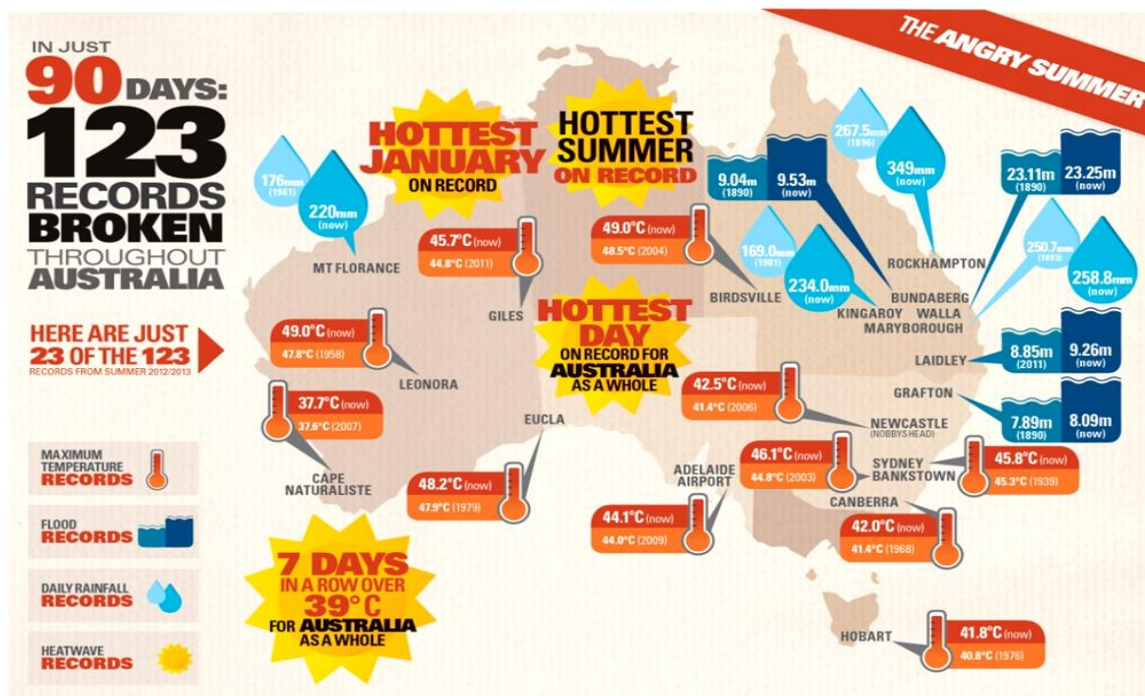 IN JUST
90 DAYS:
123
RECORDS
BROKEN
THROUGHOUT
AUSTRALIA
HERE ARE JUST
23 OF THE 123
RECORDS FROM SUMMER 2012/2013
MAXIMUM
TEMPERATURE
RECORDS
FLOOD
RECORDS
DAILY RAINFALL
RECORDS
HEATWAVE
RECORDS
THE ANGRY SUMMER
HOTTEST
JANUARY
ON RECORD
HOTTEST
SUMMER
ON RECORD
176mm
(1961)
220mm
(now)
MT FLORANCE
45.7°C (now)
44.8°C (2011)
GILES
49.0°C (now)
48.5°C (2004)
BIRDSVILLE
9.04m
(1890)
9.53m
(now)
BUNDABERG
267.5mm
(1896)
349mm
(now)
ROCKHAMPTON
23.11m
(1890)
23.25m
(now)
WALLA
169.0mm
(1981)
234.0mm
(now)
KINGAROY
250.7mm
(1893)
258.8mm
(now)
MARYBOROUGH
HOTTEST
DAY
ON RECORD FOR
AUSTRALIA
AS A WHOLE
49.0°C (now)
47.8°C (1958)
LEONORA
37.7°C (now)
37.6°C (2007)
CAPE
NATURALISTE
EUCLA
48.2°C (now)
47.9°C (1979)
8.85m
(2011)
9.26m
(now)
LAIDLEY
GRAFTON
7.89m
(1890)
8.09m
(now)
42.5°C (now)
41.4°C (2006)
NEWCASTLE
(NOBBYS HEAD)
46.1°C (now)
44.8°C (2003)
SYDNEY
BANKSTOWN
45.8°C (now)
45.3°C (1939)
ADELAIDE
AIRPORT
44.1°C (now)
44.0°C (2009)
CANBERRA
42.0°C (now)
41.4°C (1968)
7 DAYS
IN A ROW OVER
39°C
FOR AUSTRALIA
AS A WHOLE
HOBART
41.8°C (now)
40.8°C (1976)